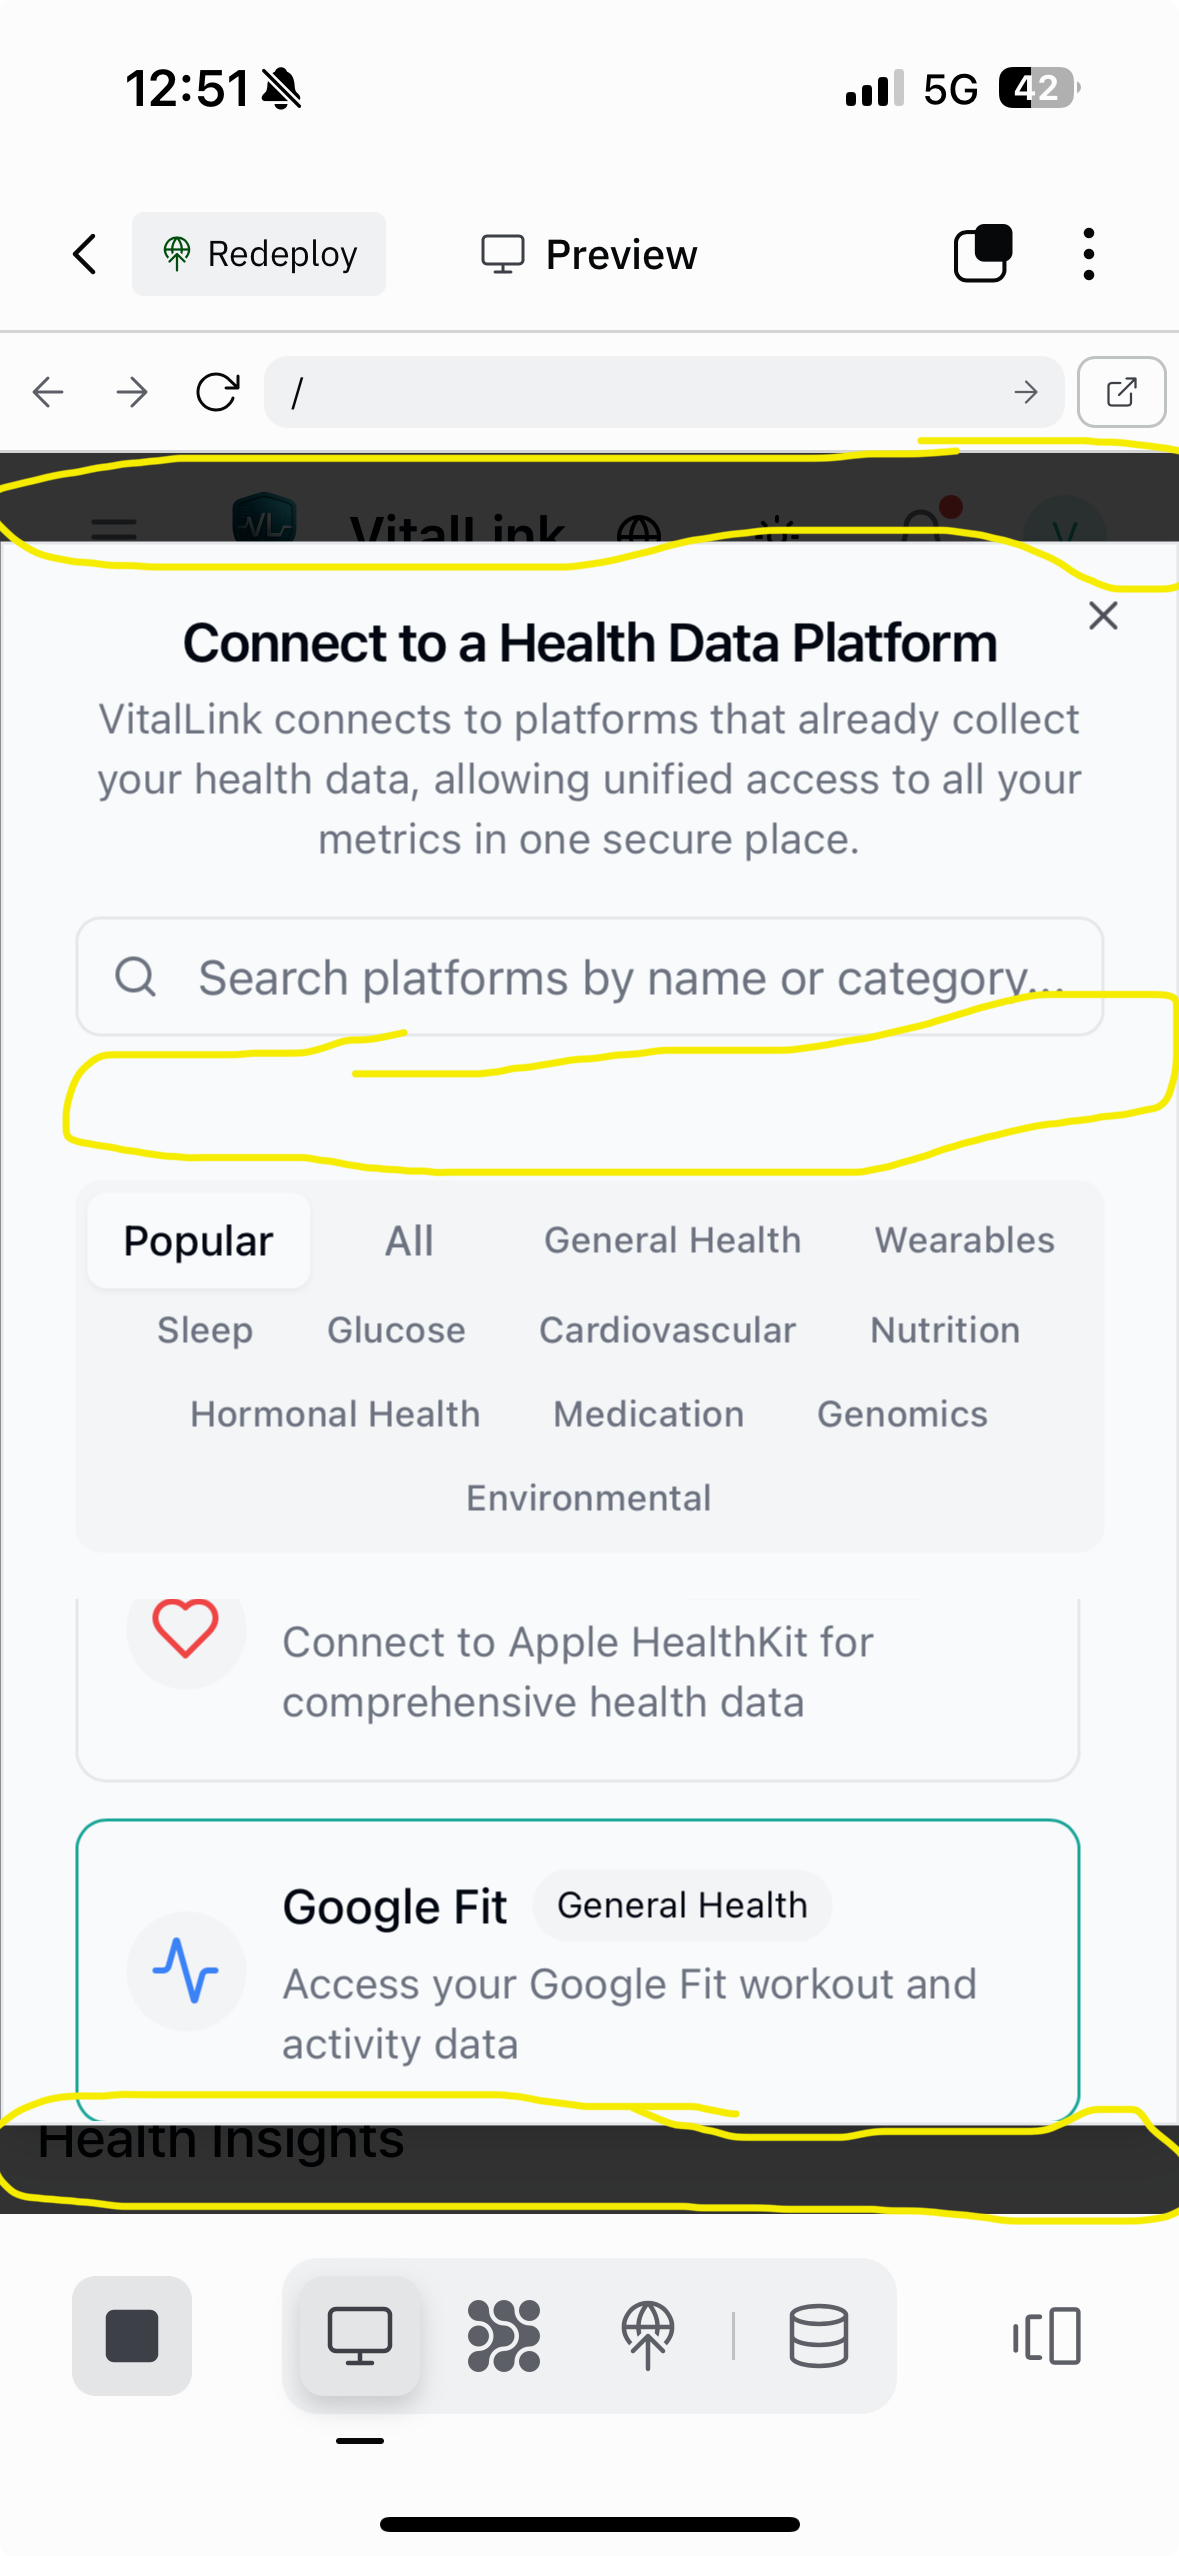 12:51
5G
42
Redeploy
Preview
/
VL
VitalLink
V
Connect to a Health Data Platform
VitalLink connects to platforms that already collect
your health data, allowing unified access to all your
metrics in one secure place.
Search platforms by name or category...
Popular All General Health Wearables
Sleep Glucose Cardiovascular Nutrition
Hormonal Health Medication Genomics
Environmental
Connect to Apple HealthKit for
comprehensive health data
Google Fit General Health
Access your Google Fit workout and
activity data
Health Insights